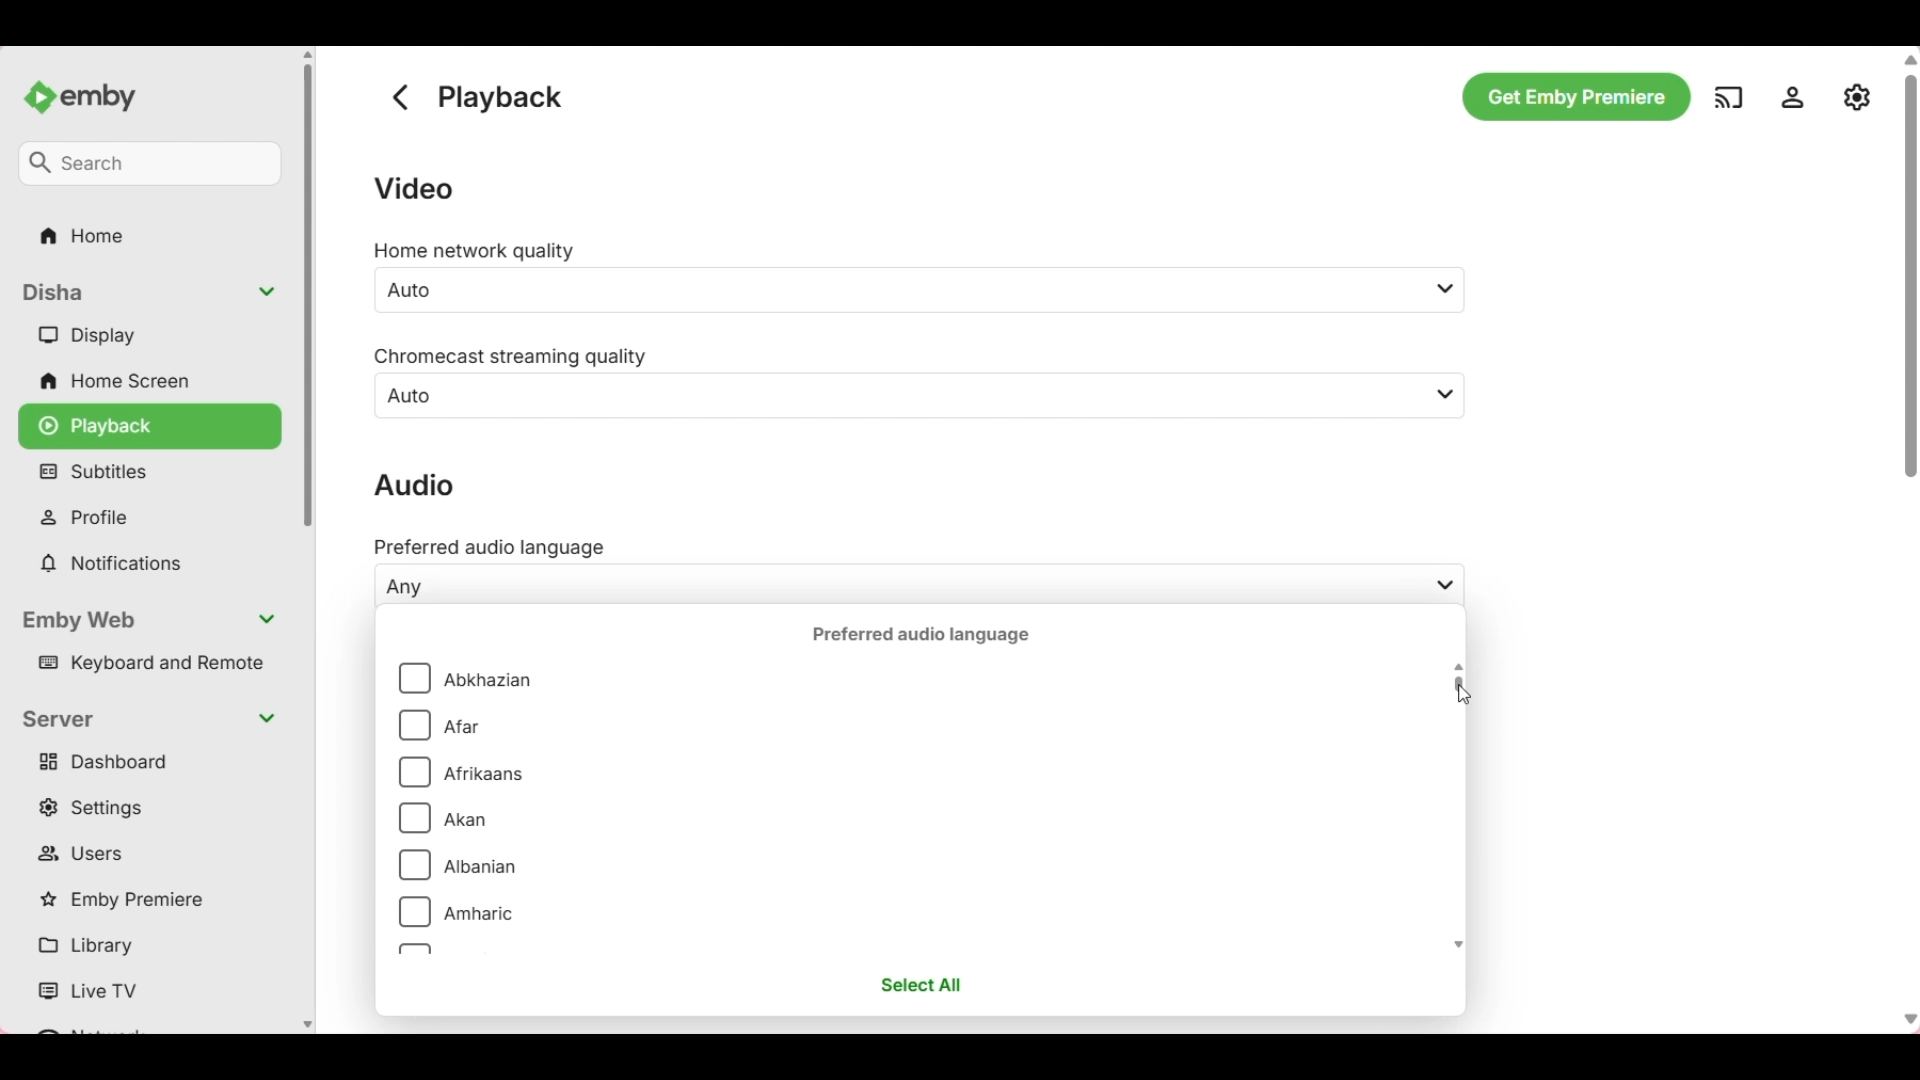 emby
Search
Home
Disha
Display
Home Screen
Playback
Subtitles
Profile
Notifications
Emby Web
Keyboard and Remote
Server
Dashboard
Settings
Users
Emby Premiere
Library
Live TV
Playback
Get Emby Premiere
Video
Home network quality
Auto
Chromecast streaming quality
Auto
Audio
Preferred audio language
Any
Preferred audio language
Abkhazian
Afar
Afrikaans
Akan
Albanian
Amharic
Select All